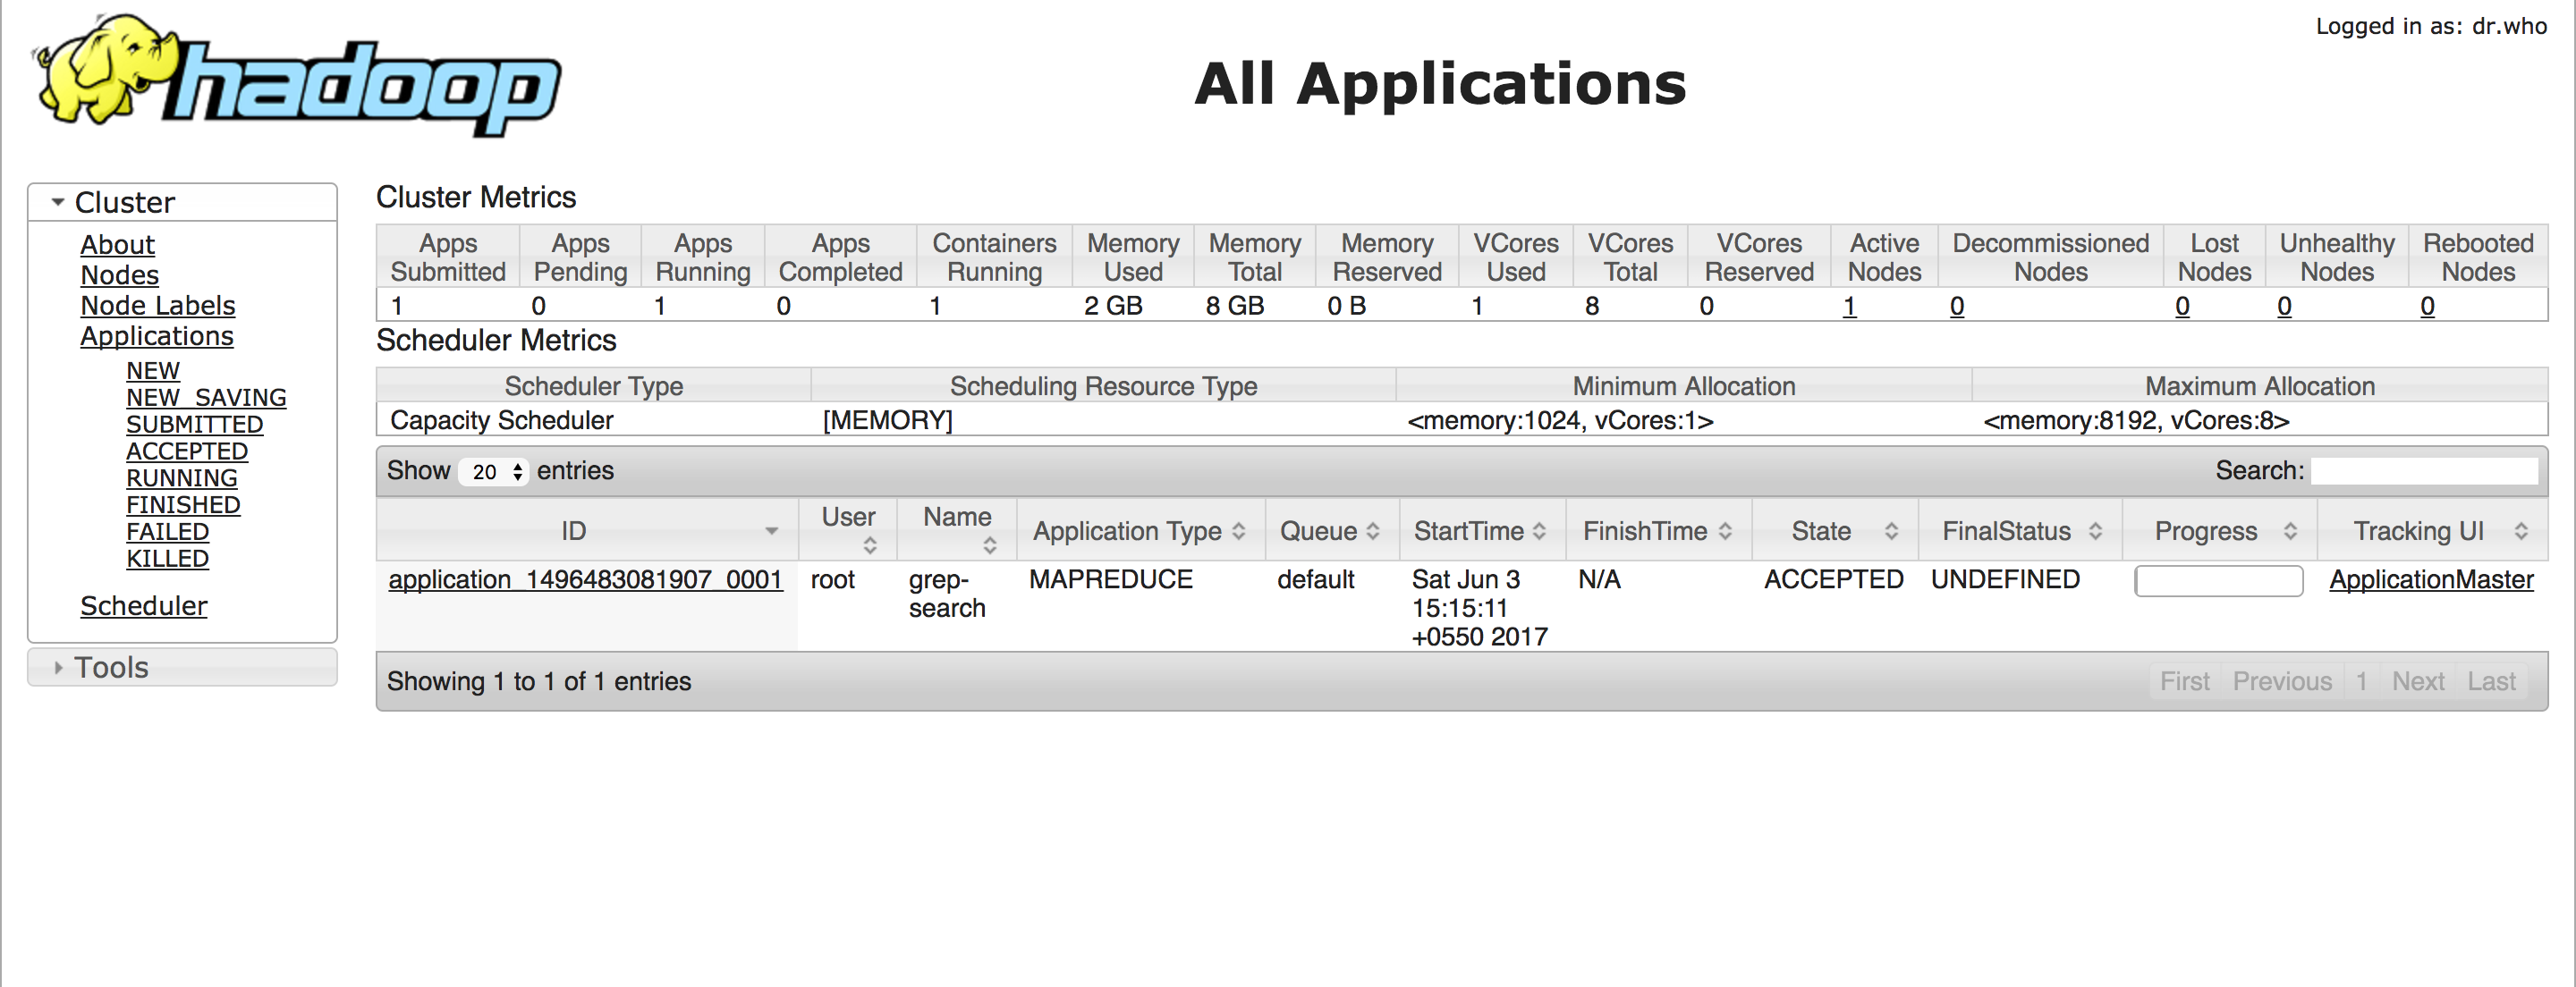 Logged in as: dr.who
hadoop
All Applications
Cluster
About
Nodes
Node Labels
Applications
NEW
NEW_SAVING
SUBMITTED
ACCEPTED
RUNNING
FINISHED
FAILED
KILLED
Scheduler
Tools
Cluster Metrics
Apps Submitted Apps Pending Apps Running Apps Completed Containers Running Memory Used Memory Total Memory Reserved VCores Used VCores Total VCores Reserved Active Nodes Decommissioned Nodes Lost Nodes Unhealthy Nodes Rebooted Nodes
1 0 1 0 1 2 GB 8 GB 0 B 1 8 0 1 0 0 0 0
Scheduler Metrics
Scheduler Type Scheduling Resource Type Minimum Allocation Maximum Allocation
Capacity Scheduler [MEMORY] <memory:1024, vCores:1> <memory:8192, vCores:8>
Show 20 entries Search:
ID User Name Application Type Queue StartTime FinishTime State FinalStatus Progress Tracking UI
application_1496483081907_0001 root grep-search MAPREDUCE default Sat Jun 3 15:15:11 +0550 2017 N/A ACCEPTED UNDEFINED ApplicationMaster
Showing 1 to 1 of 1 entries First Previous 1 Next Last